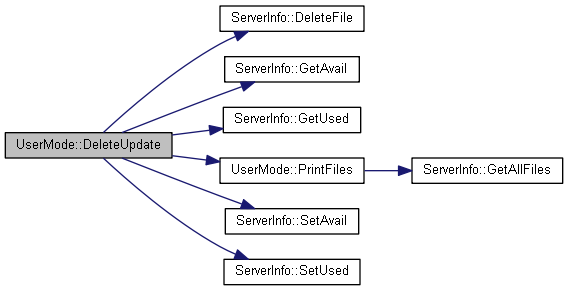 ServerInfo::DeleteFile
ServerInfo::GetAvail
ServerInfo::GetUsed
UserMode::DeleteUpdate
UserMode::PrintFiles
ServerInfo::GetAllFiles
ServerInfo::SetAvail
ServerInfo::SetUsed